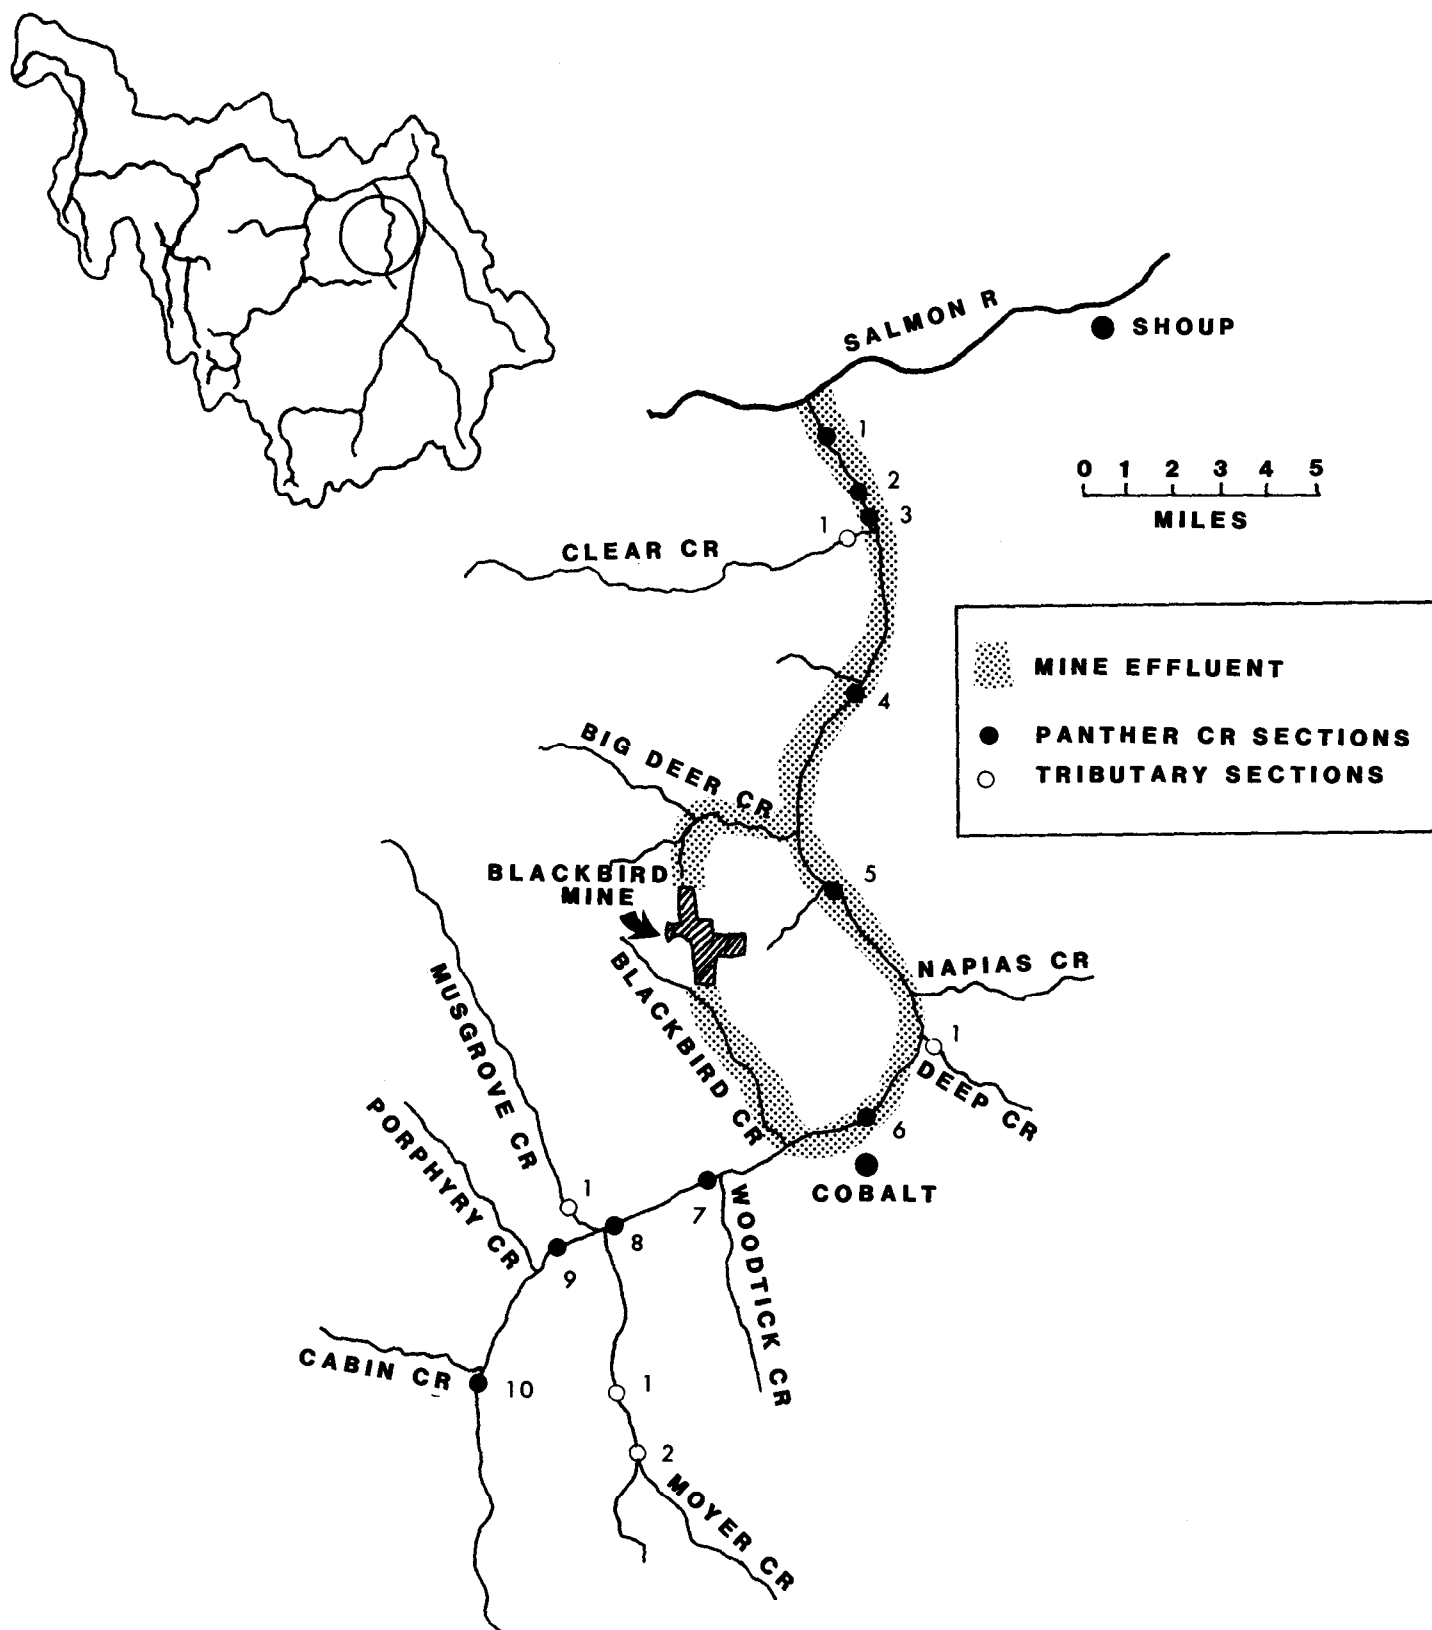 SALMON R
SHOUP
1
2
3
0 1 2 3 4 5
MILES
1
CLEAR CR
MINE EFFLUENT
PANTHER CR SECTIONS
TRIBUTARY SECTIONS
4
BIG DEER CR
5
BLACKBIRD
MINE
NAPIAS CR
BLACKBIRD CR
MUSGROVE CR
1
DEEP CR
PORPHYRY CR
6
COBALT
1
7
WOODTICK CR
8
9
CABIN CR
10
1
2
MOYER CR